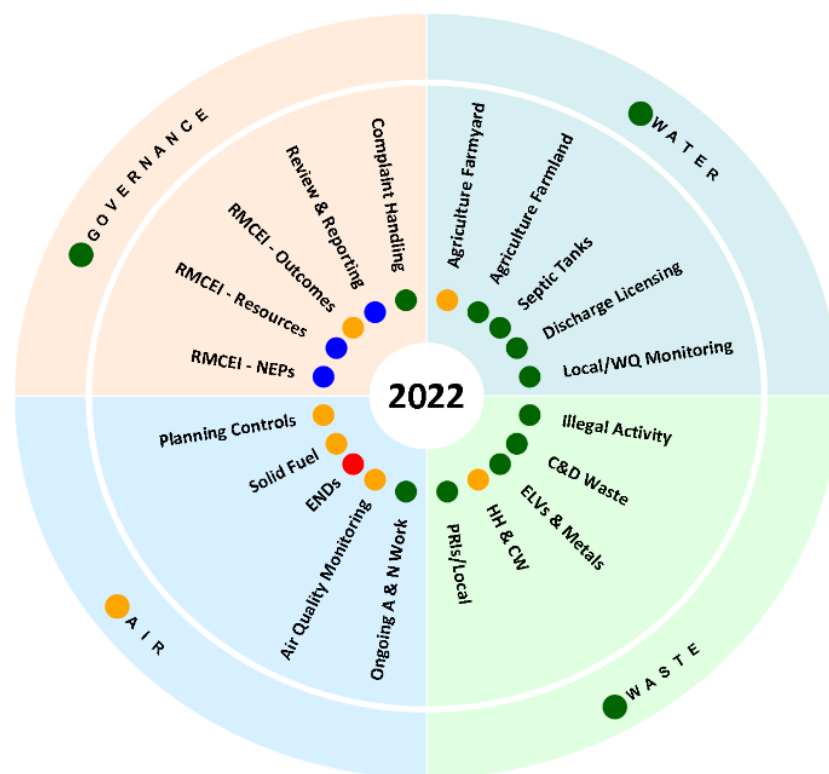 GOVERNANCE
Complaint Handling
Review & Reporting
RMCEI - Outcomes
RMCEI - Resources
RMCEI - NEPs
WATER
Agriculture Farmyard
Agriculture Farmland
Septic Tanks
Discharge Licensing
Local/WQ Monitoring
2022
Planning Controls
Solid Fuel
ENDs
Air Quality Monitoring
Ongoing A & N Work
AIR
Illegal Activity
C&D Waste
ELVs & Metals
HH & CW
PRIs/Local
WASTE